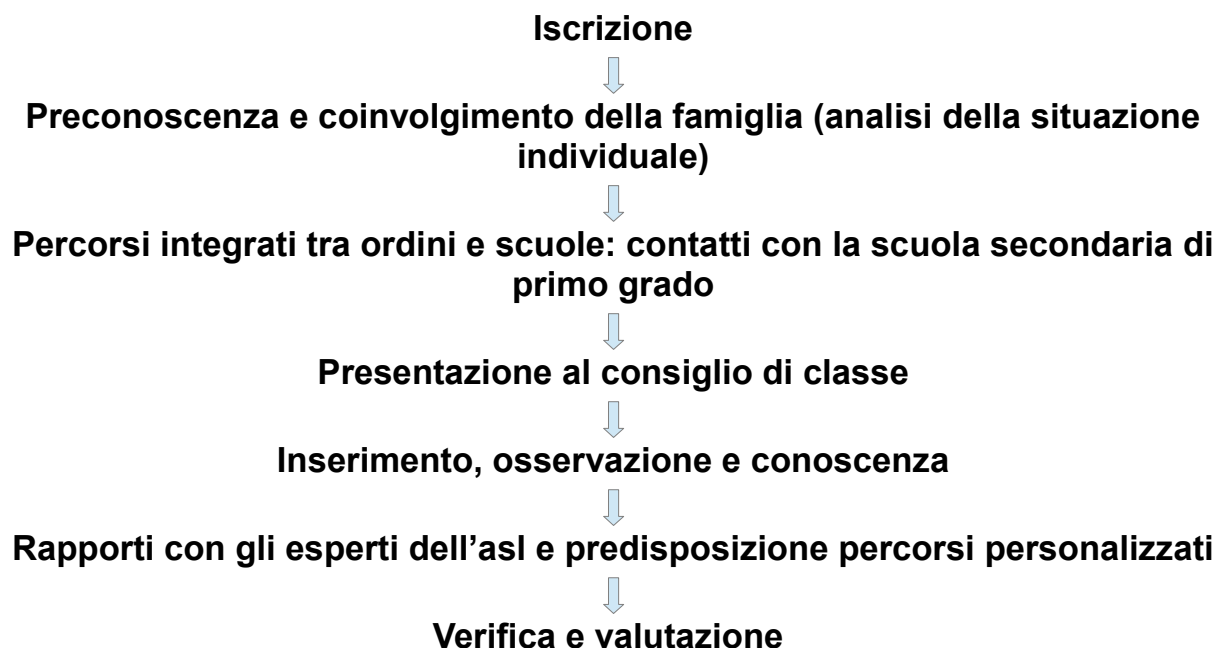 Iscrizione
Preconoscenza e coinvolgimento della famiglia (analisi della situazione
individuale)
Percorsi integrati tra ordini e scuole: contatti con la scuola secondaria di
primo grado
Presentazione al consiglio di classe
Inserimento, osservazione e conoscenza
Rapporti con gli esperti dell’asl e predisposizione percorsi personalizzati
Verifica e valutazione